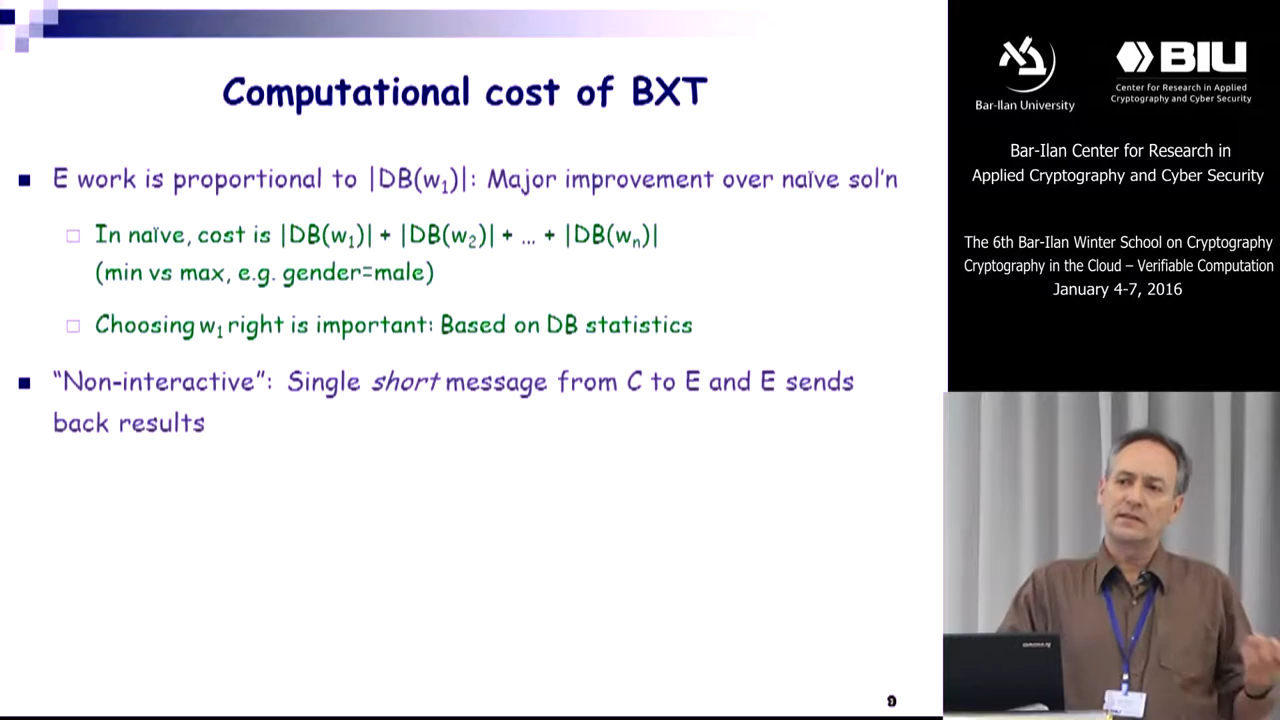 Computational cost of BXT
E work is proportional to |DB(w₁)|: Major improvement over naïve sol'n
In naïve, cost is |DB(w₁)| + |DB(w₂)| + … + |DB(wₙ)|
(min vs max, e.g. gender=male)
Choosing w₁ right is important: Based on DB statistics
"Non-interactive": Single short message from C to E and E sends
back results
9
Bar-Ilan University
BIU
Center for Research in Applied
Cryptography and Cyber Security
Bar-Ilan Center for Research in
Applied Cryptography and Cyber Security
The 6th Bar-Ilan Winter School on Cryptography
Cryptography in the Cloud – Verifiable Computation
January 4-7, 2016